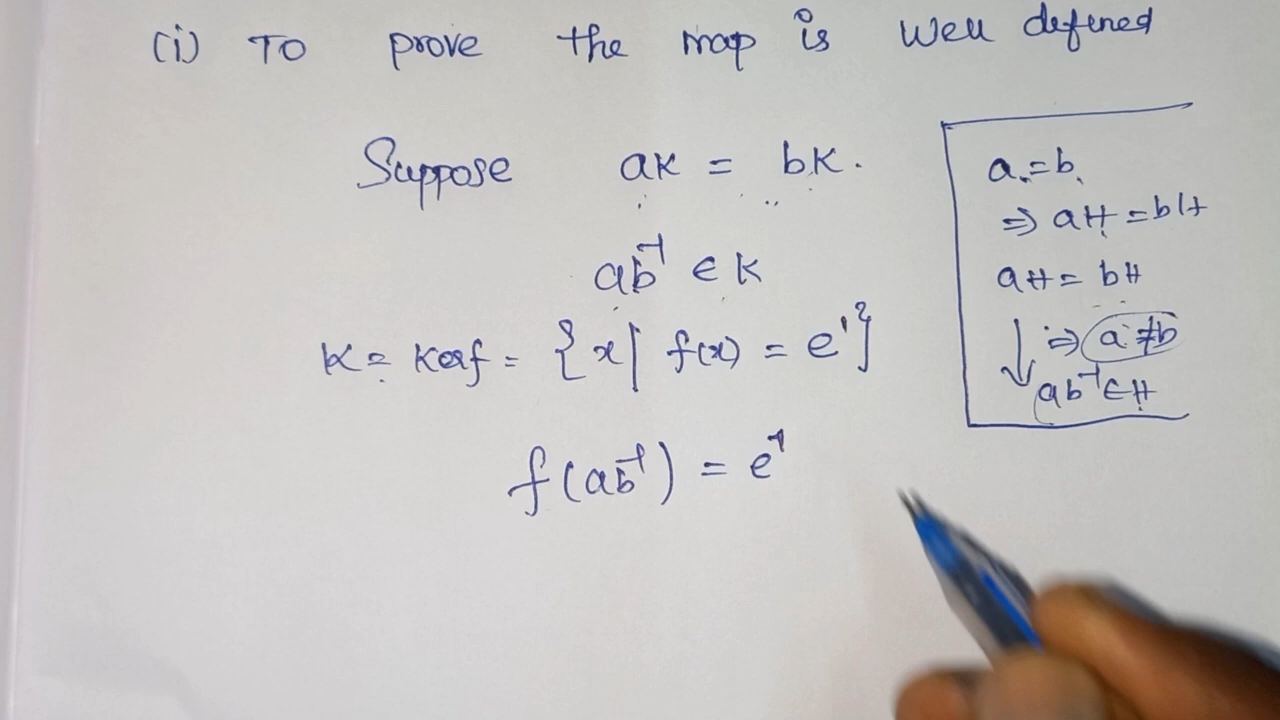 (i) To prove the map is well defined
Suppose aK = bK.
ab⁻¹ ∈ K
K = Kerf = {x | f(x) = e'}
f(ab⁻¹) = e'
a = b
⇒ aH = bH
aH = bH
⇒ a ≠ b
ab⁻¹ ∈ H